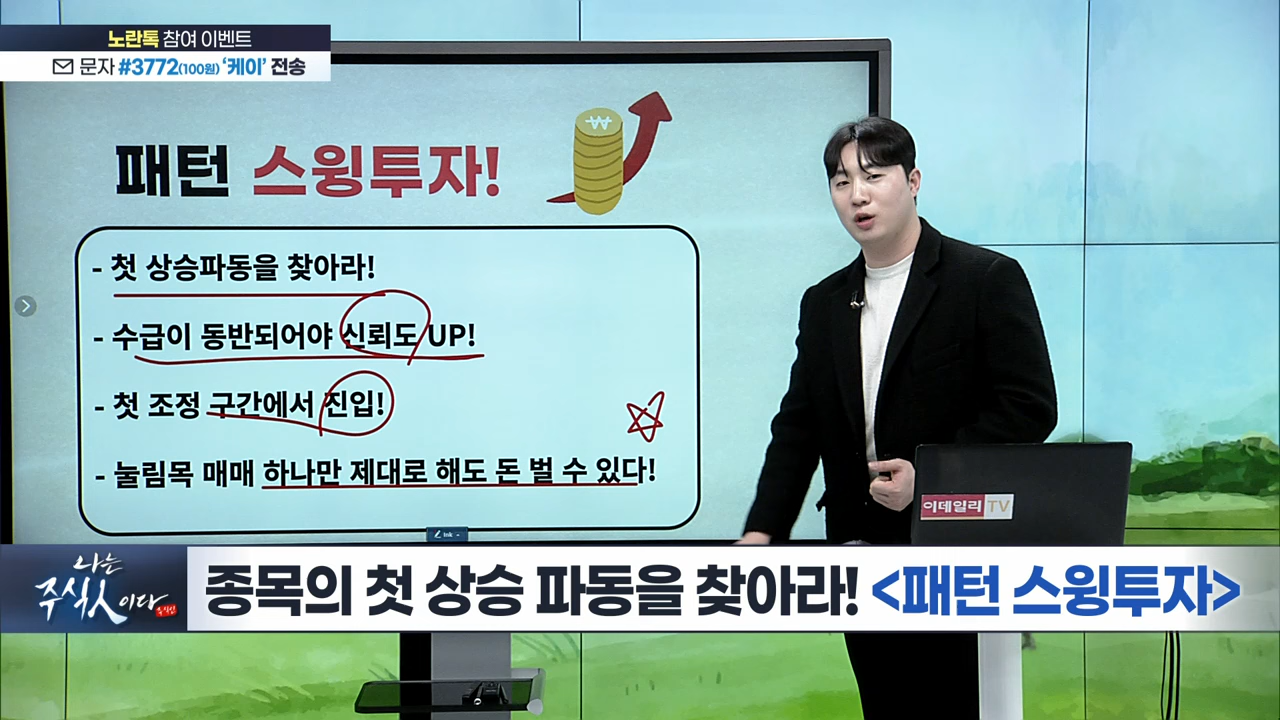 노란톡 참여 이벤트
문자 #3772(100원) ‘케이’ 전송
₩
패턴 스윙투자!
- 첫 상승파동을 찾아라!
- 수급이 동반되어야 신뢰도 UP!
- 첫 조정 구간에서 진입!
- 눌림목 매매 하나만 제대로 해도 돈 벌 수 있다!
Ink
이데일리TV
나는
주식人이다
종목의 첫 상승 파동을 찾아라! <패턴 스윙투자>